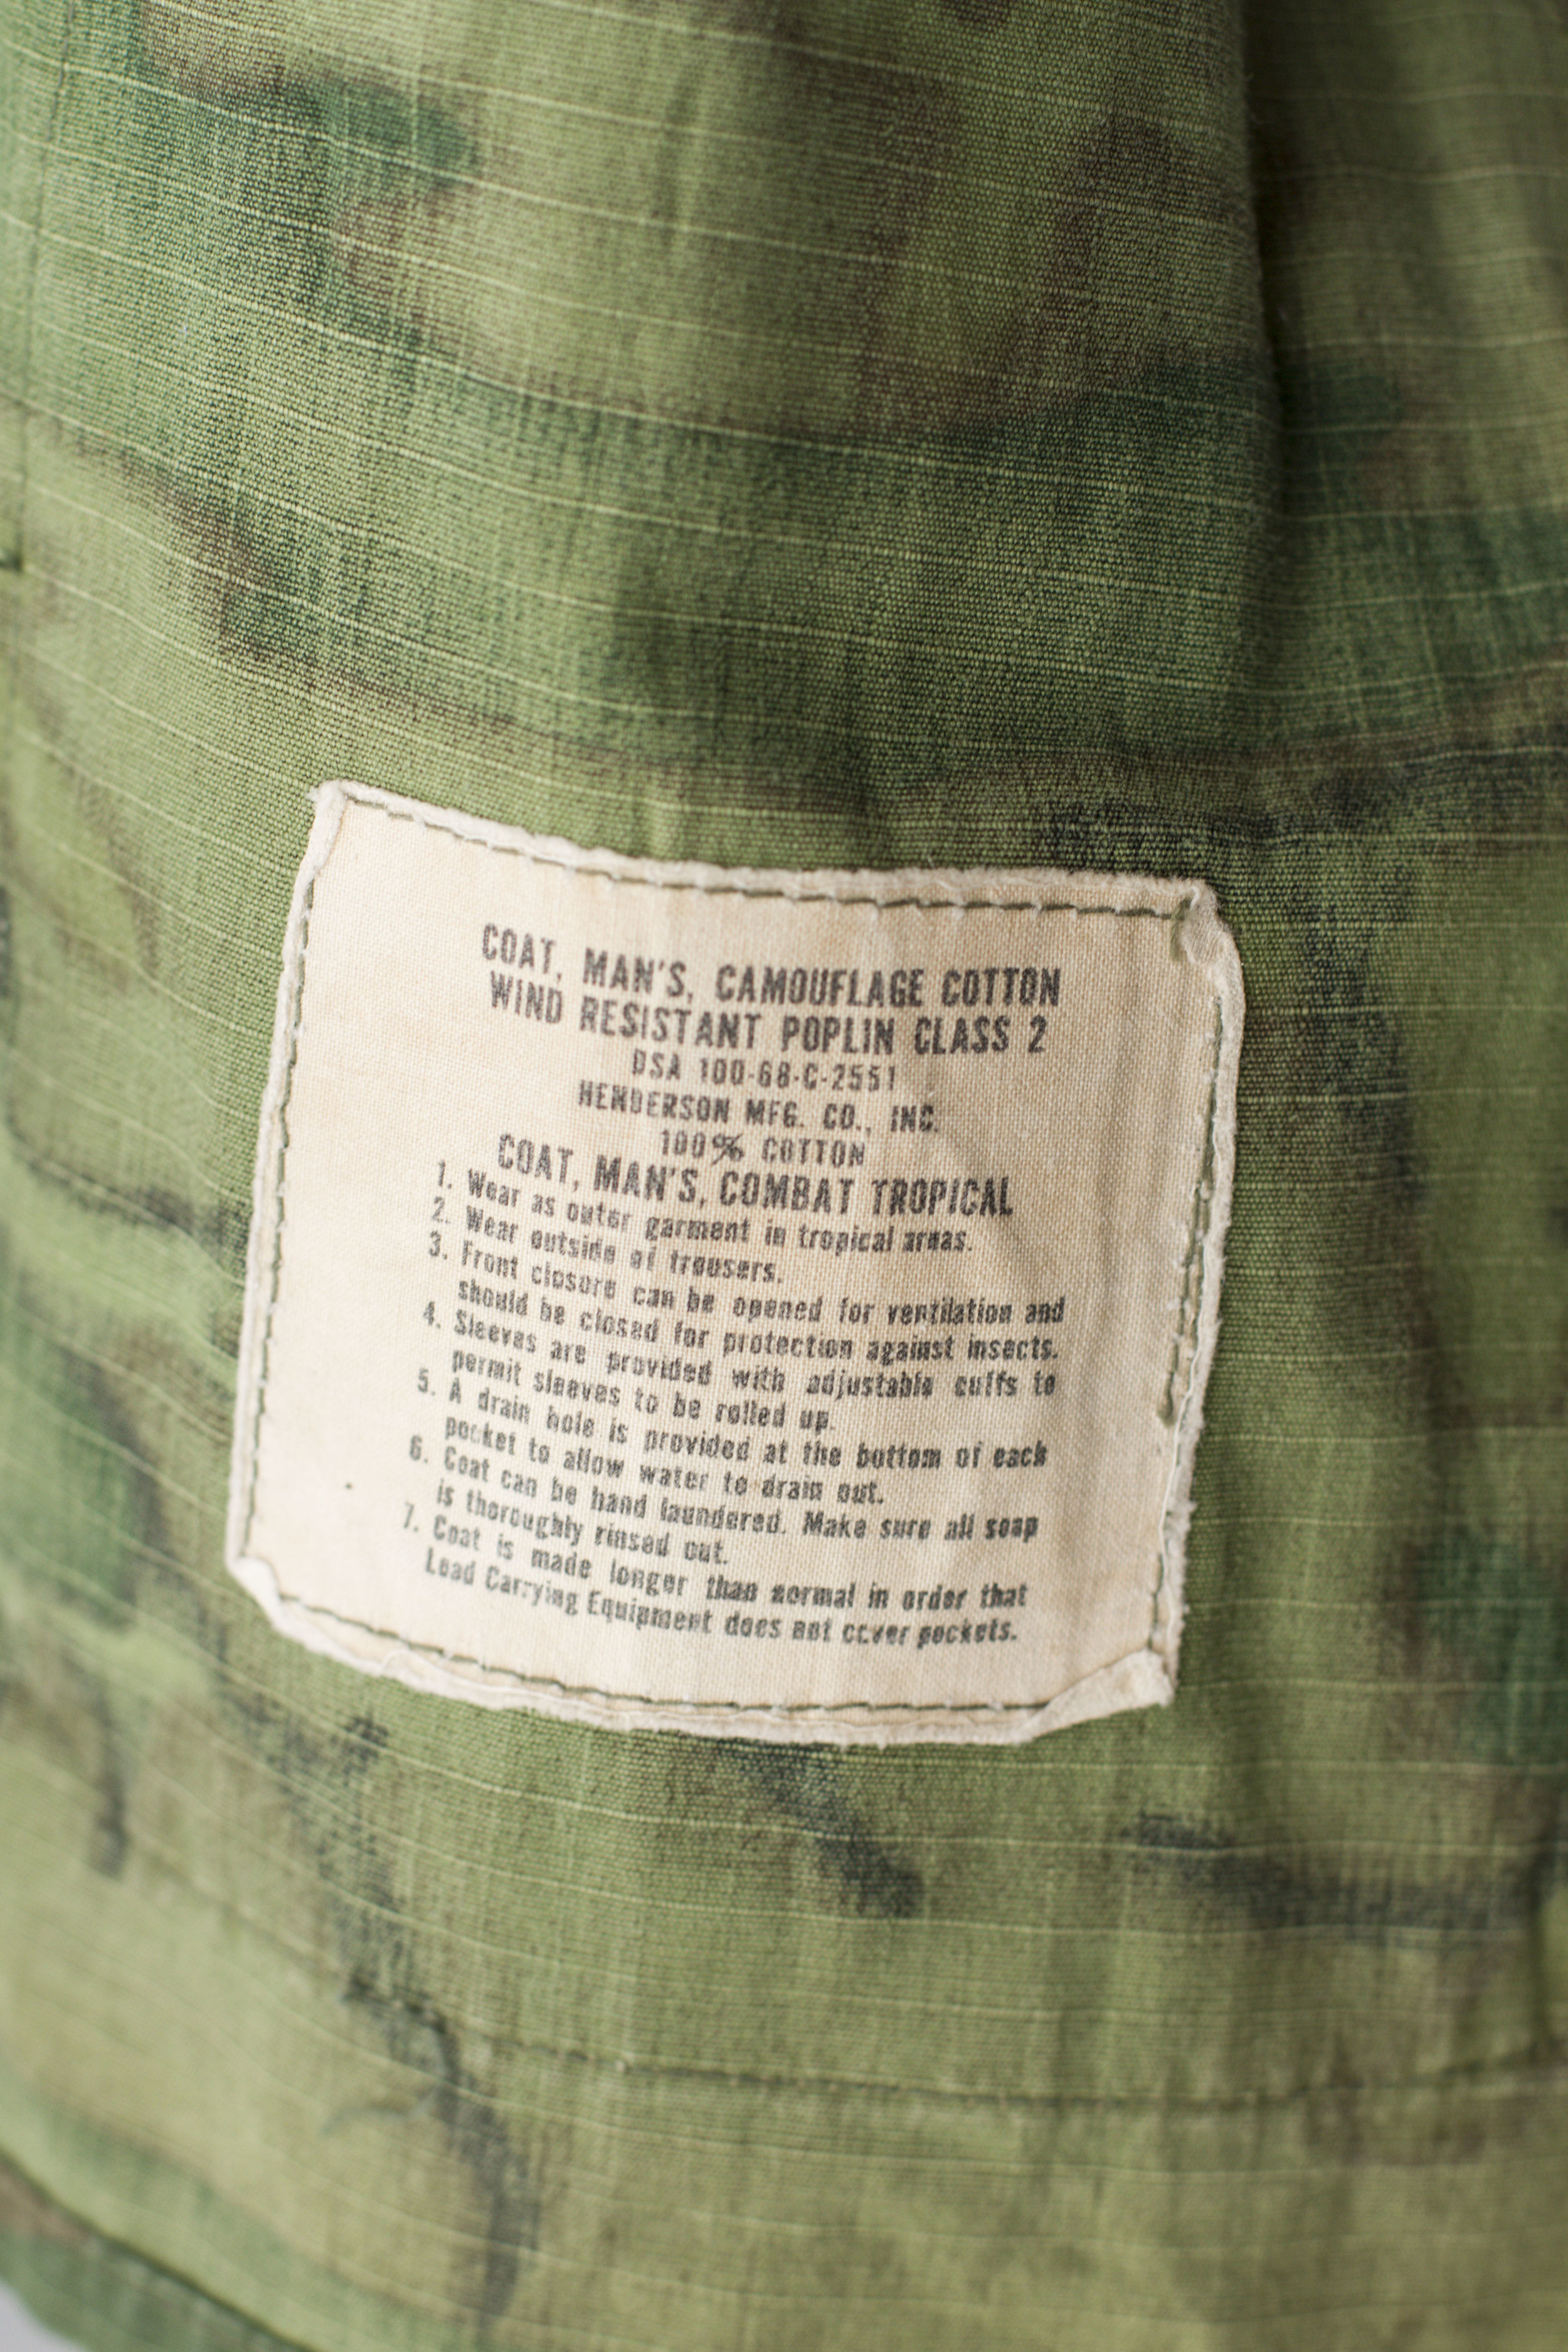 COAT, MAN'S, CAMOUFLAGE COTTON
WIND RESISTANT POPLIN CLASS 2
DSA 100-68-C-2551
HENDERSON MFG. CO., INC.
100% COTTON
COAT, MAN'S, COMBAT TROPICAL
1. Wear as outer garment in tropical areas.
2. Wear outside of trousers.
3. Front closure can be opened for ventilation and
should be closed for protection against insects.
4. Sleeves are provided with adjustable cuffs to
permit sleeves to be rolled up.
5. A drain hole is provided at the bottom of each
pocket to allow water to drain out.
6. Coat can be hand laundered. Make sure all soap
is thoroughly rinsed out.
7. Coat is made longer than normal in order that
Load Carrying Equipment does not cover pockets.